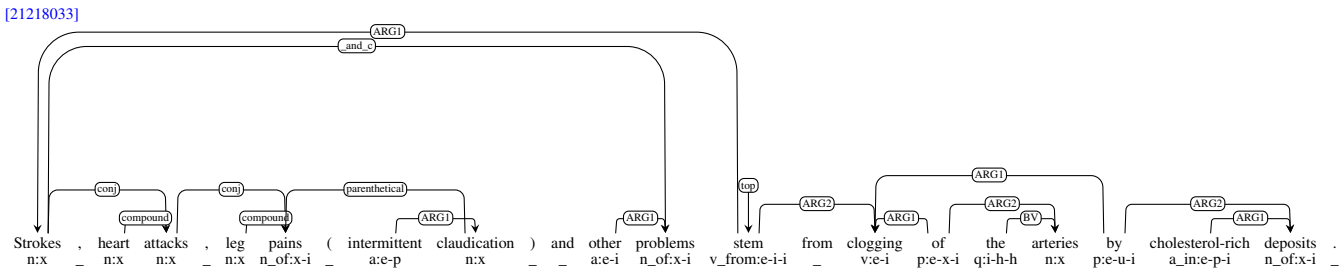 [21218033]
ARG1
_and_c
conj conj parenthetical top ARG1
compound compound ARG1 ARG1 ARG2 ARG1 ARG2 BV ARG2 ARG1
Strokes , heart attacks , leg pains ( intermittent claudication ) and other problems stem from clogging of the arteries by cholesterol-rich deposits .
n:x _ n:x n:x _ n:x n_of:x-i _ a:e-p n:x _ _ a:e-i n_of:x-i v_from:e-i-i _ v:e-i p:e-x-i q:i-h-h n:x p:e-u-i a_in:e-p-i n_of:x-i _